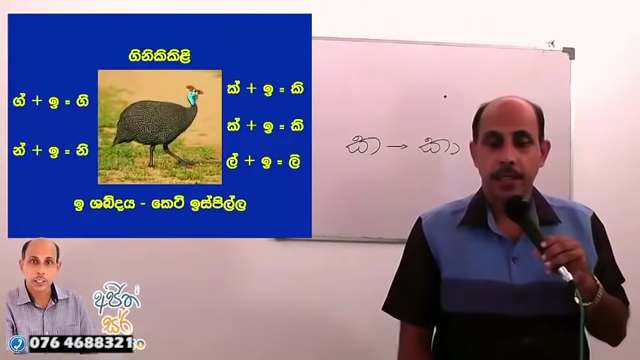 ගිනිකිකිළි
ග් + ඉ = ගි
න් + ඉ = නි
ක් + ඉ = කි
ක් + ඉ = කි
ල් + ඉ = ලි
ඉ ශබ්දය - කෙටි ඉස්පිල්ල
ක → කා
අජිත්
සර්
076 4688321